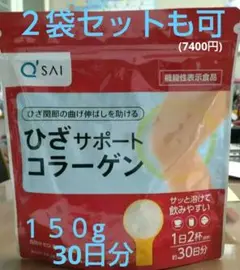 ２袋セットも可
(7400円)
Q'SAI
機能性表示食品
ひざ関節の曲げ伸ばしを助ける
ひざサポート
コラーゲン
サッと溶けて
飲みやすい
1日2杯
約30日分
１５０g
30日分